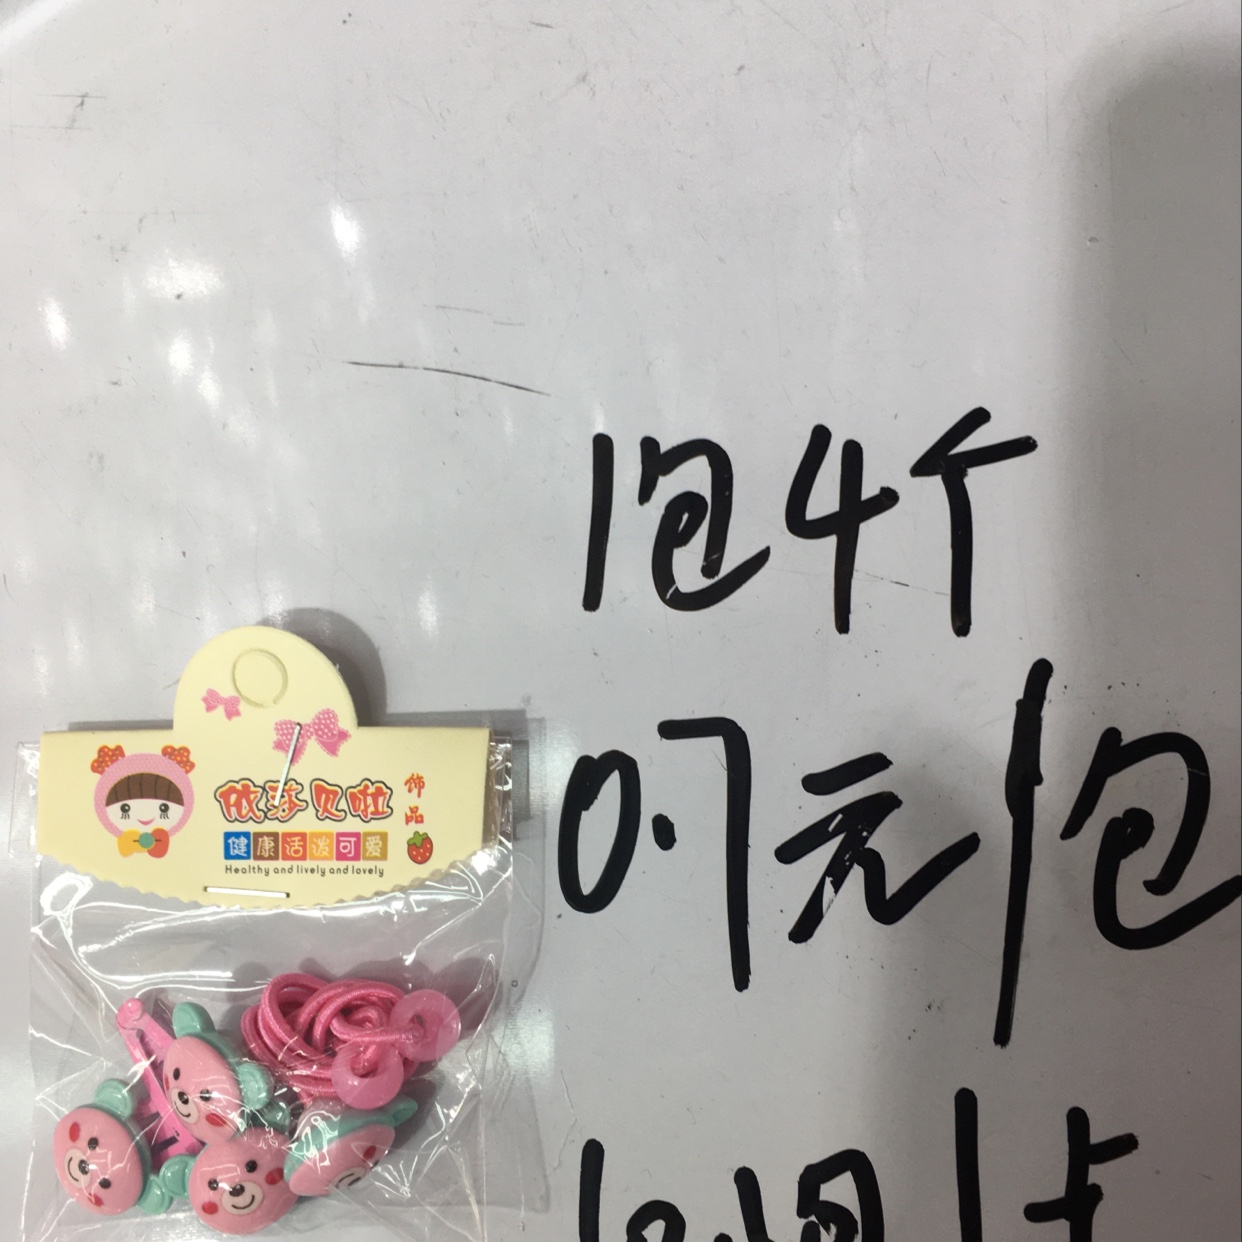 1包4个
0.7元/包
依莎贝啦
饰品
健康活泼可爱
Healthy and lively and lovely